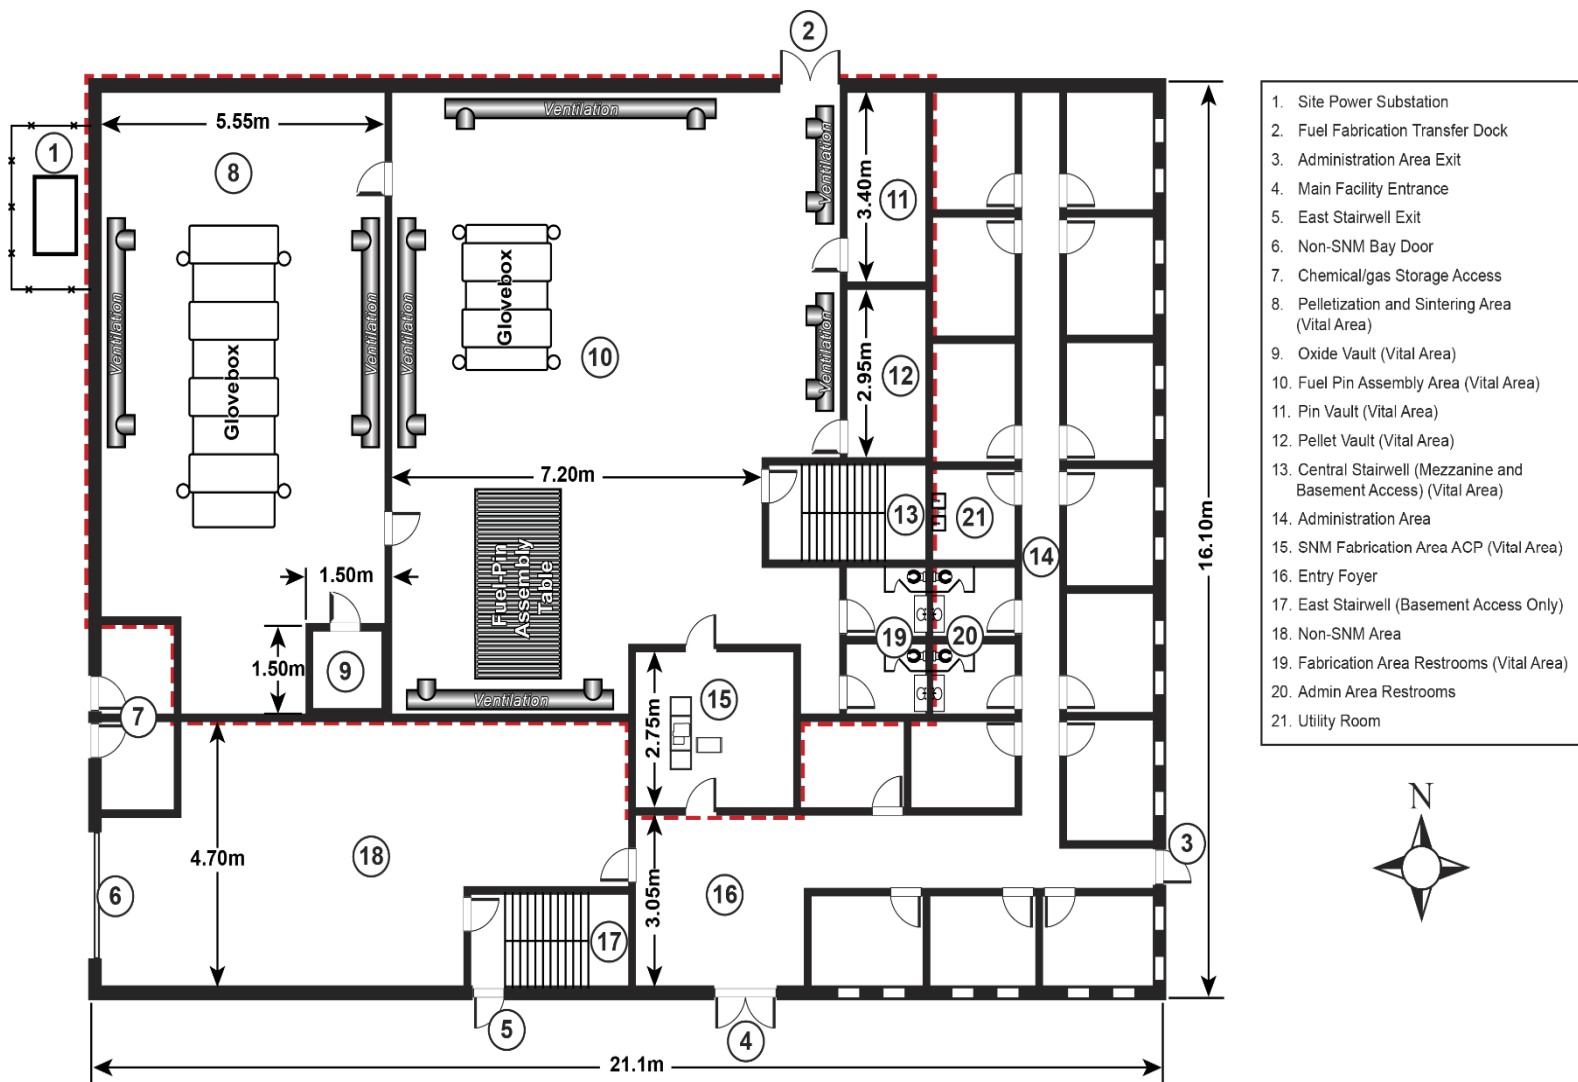 2
1
5.55m
8
Ventilation
Ventilation
Ventilation
Glovebox
Ventilation
Glovebox
10
Ventilation
3.40m
11
Ventilation
2.95m
12
7.20m
13
21
14
16.10m
1.50m
Fuel-Pin
Assembly
Table
1.50m
9
Ventilation
19
20
15
2.75m
7
4.70m
18
3
6
3.05m
16
17
5
4
21.1m
1. Site Power Substation
2. Fuel Fabrication Transfer Dock
3. Administration Area Exit
4. Main Facility Entrance
5. East Stairwell Exit
6. Non-SNM Bay Door
7. Chemical/gas Storage Access
8. Pelletization and Sintering Area
(Vital Area)
9. Oxide Vault (Vital Area)
10. Fuel Pin Assembly Area (Vital Area)
11. Pin Vault (Vital Area)
12. Pellet Vault (Vital Area)
13. Central Stairwell (Mezzanine and
Basement Access) (Vital Area)
14. Administration Area
15. SNM Fabrication Area ACP (Vital Area)
16. Entry Foyer
17. East Stairwell (Basement Access Only)
18. Non-SNM Area
19. Fabrication Area Restrooms (Vital Area)
20. Admin Area Restrooms
21. Utility Room
N